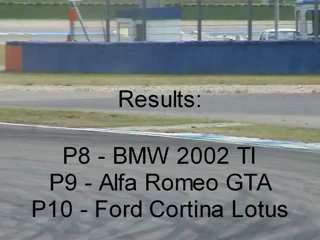 Results:
P8 - BMW 2002 TI
P9 - Alfa Romeo GTA
P10 - Ford Cortina Lotus